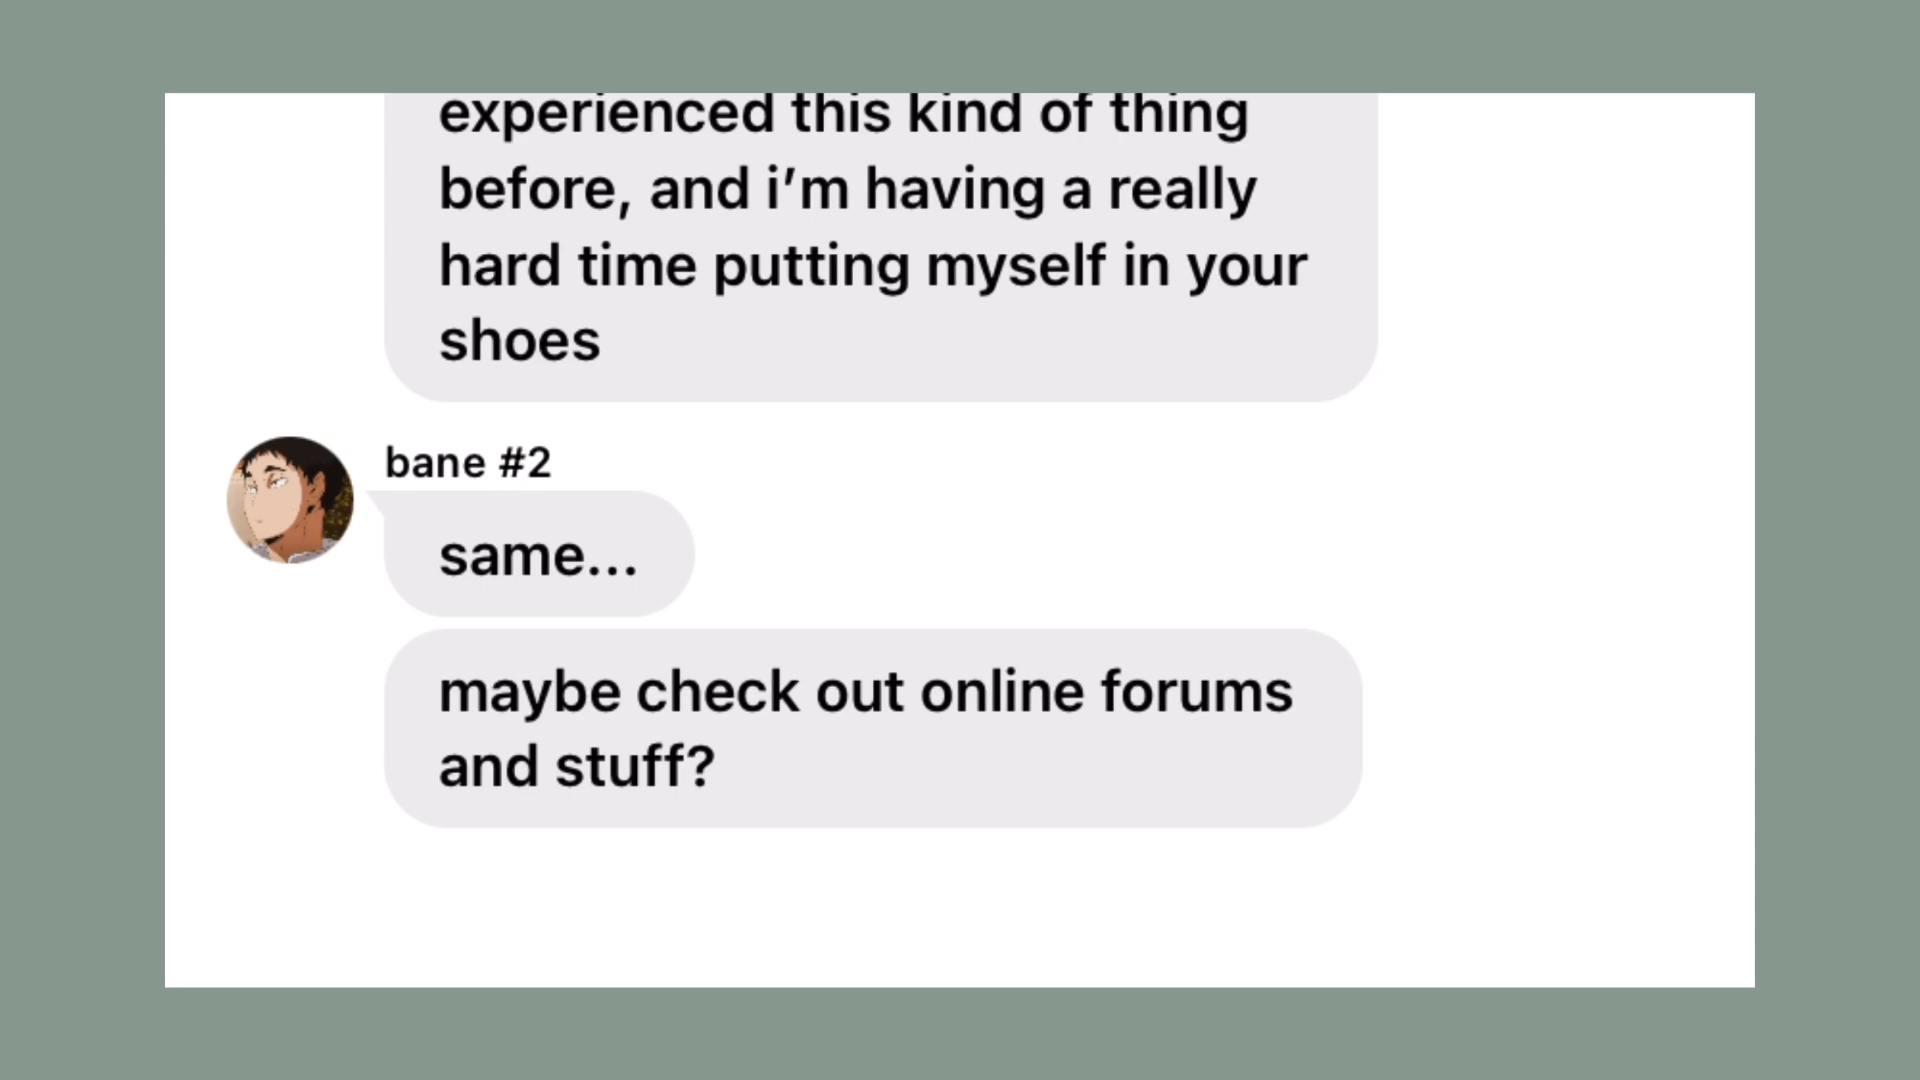 experienced this kind of thing
before, and i’m having a really
hard time putting myself in your
shoes
bane #2
same...
maybe check out online forums
and stuff?